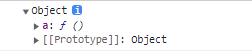 ▼Object i
▶a: ƒ ()
▶[[Prototype]]: Object